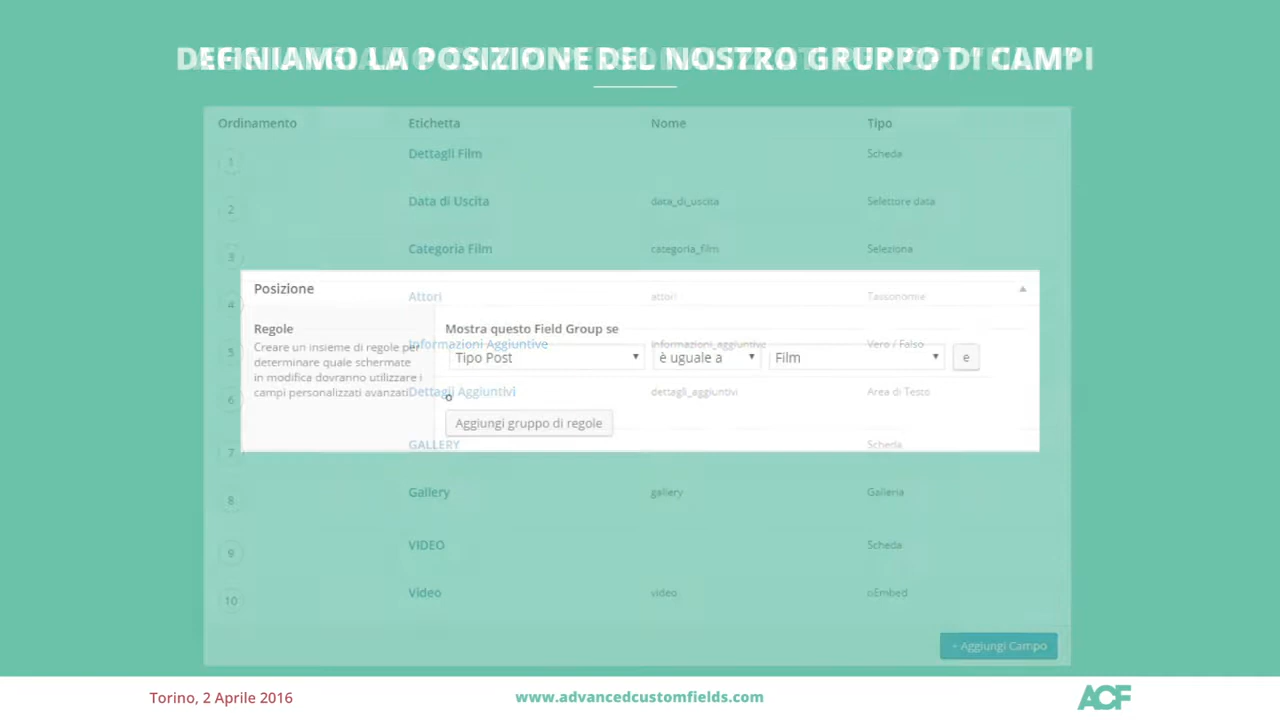 DEFINIAMO LA POSIZIONE DEL NOSTRO GRUPPO DI CAMPI
Ordinamento Etichetta Nome Tipo
1 Dettagli Film Scheda
2 Data di Uscita data_di_uscita Selettore data
3 Categoria Film categoria_film Seleziona
Posizione
4 Attori attori Tassonomia
Regole
Creare un insieme di regole per
determinare quale schermate
in modifica dovranno utilizzare i
campi personalizzati avanzati
Mostra questo Field Group se
5 Informazioni Aggiuntive informazioni_aggiuntive Vero / Falso
Tipo Post è uguale a Film e
6 Dettagli Aggiuntivi dettagli_aggiuntivi Area di Testo
o
Aggiungi gruppo di regole
7 GALLERY Scheda
8 Gallery gallery Galleria
9 VIDEO Scheda
10 Video video oEmbed
+ Aggiungi Campo
Torino, 2 Aprile 2016 www.advancedcustomfields.com ACF